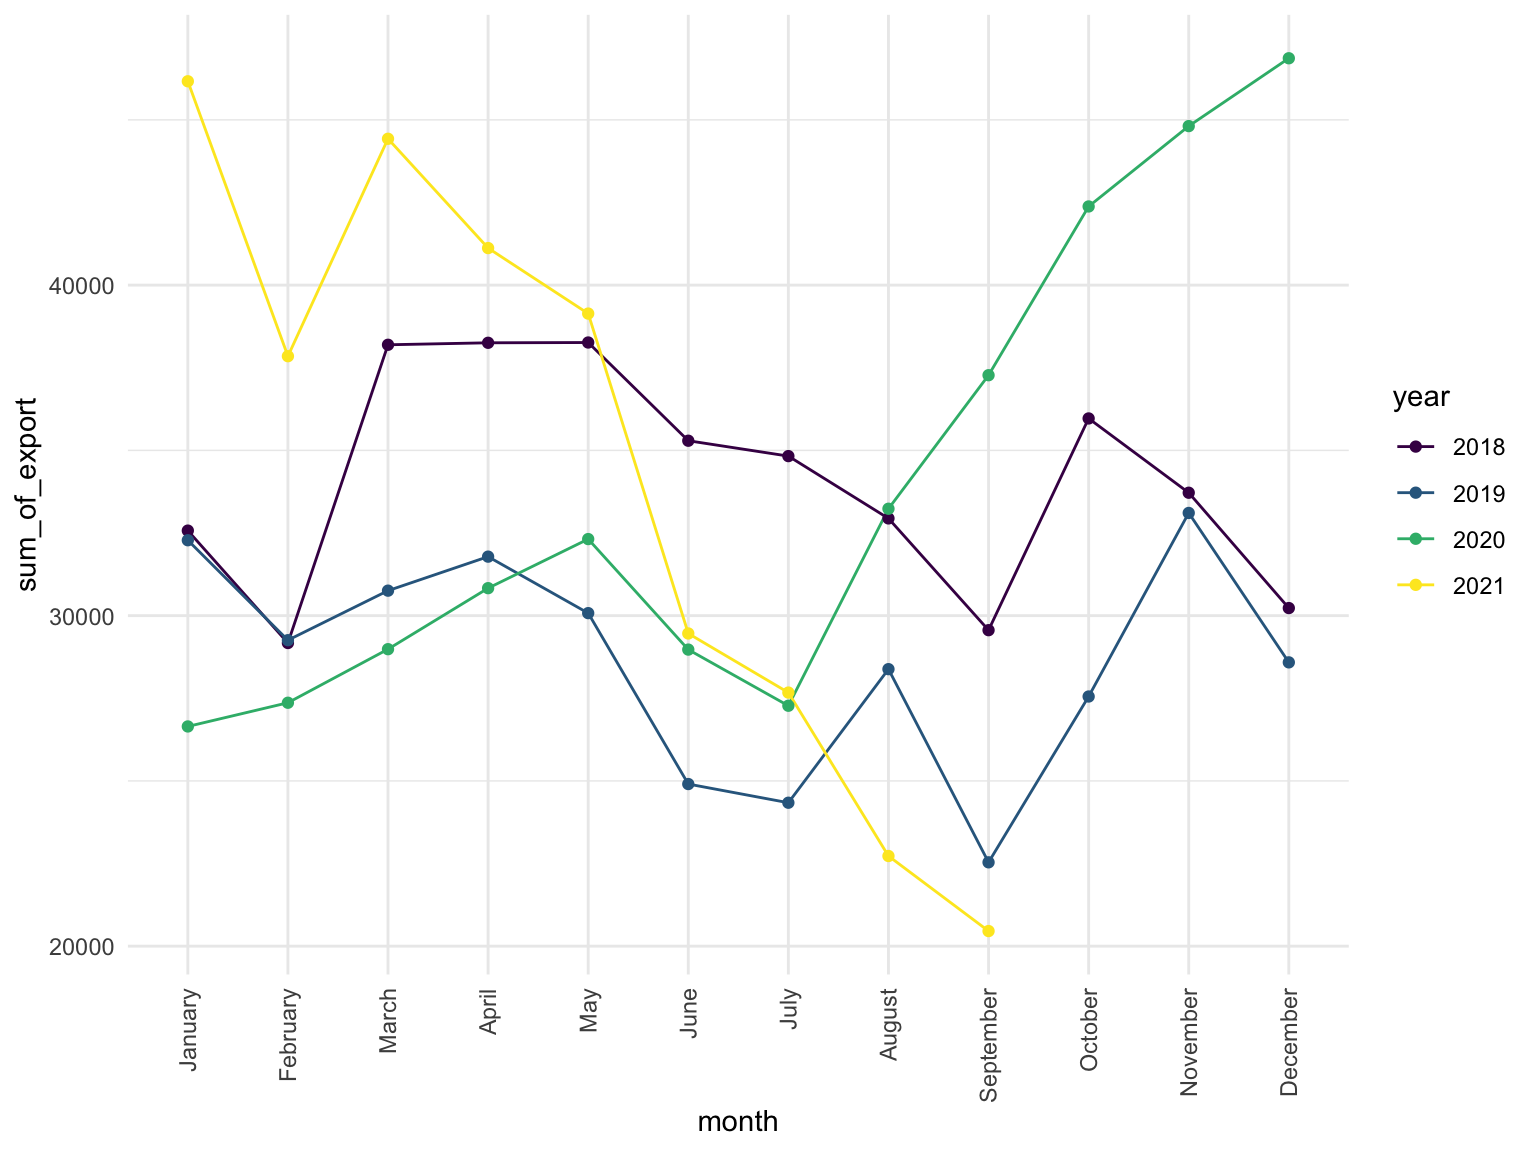 sum_of_export
40000
30000
20000
January
February
March
April
May
June
July
August
September
October
November
December
month
year
2018
2019
2020
2021